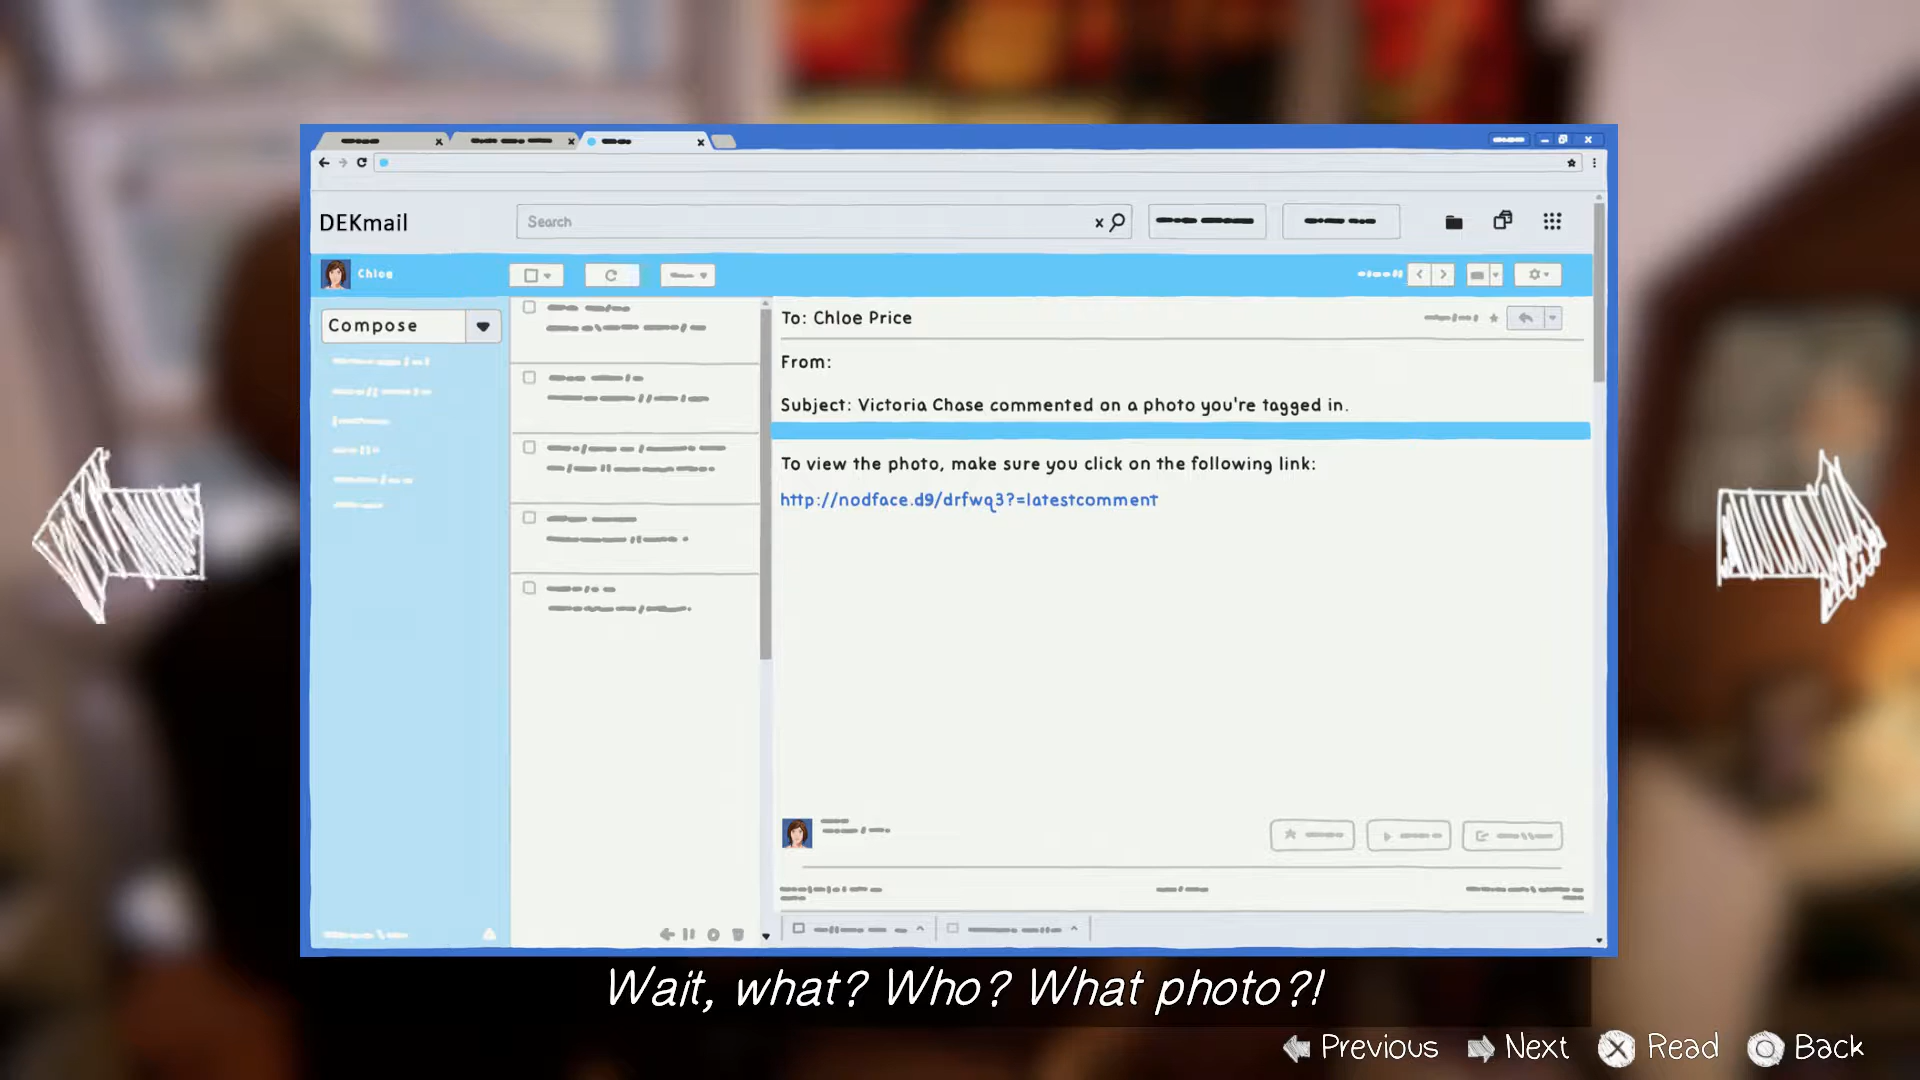 DEKmail
Search
Chloe
Compose
To: Chloe Price
From:
Subject: Victoria Chase commented on a photo you're tagged in.
To view the photo, make sure you click on the following link:
http://nodface.d9/drfwq3?=latestcomment
Wait, what? Who? What photo?!
Previous
Next
Read
Back